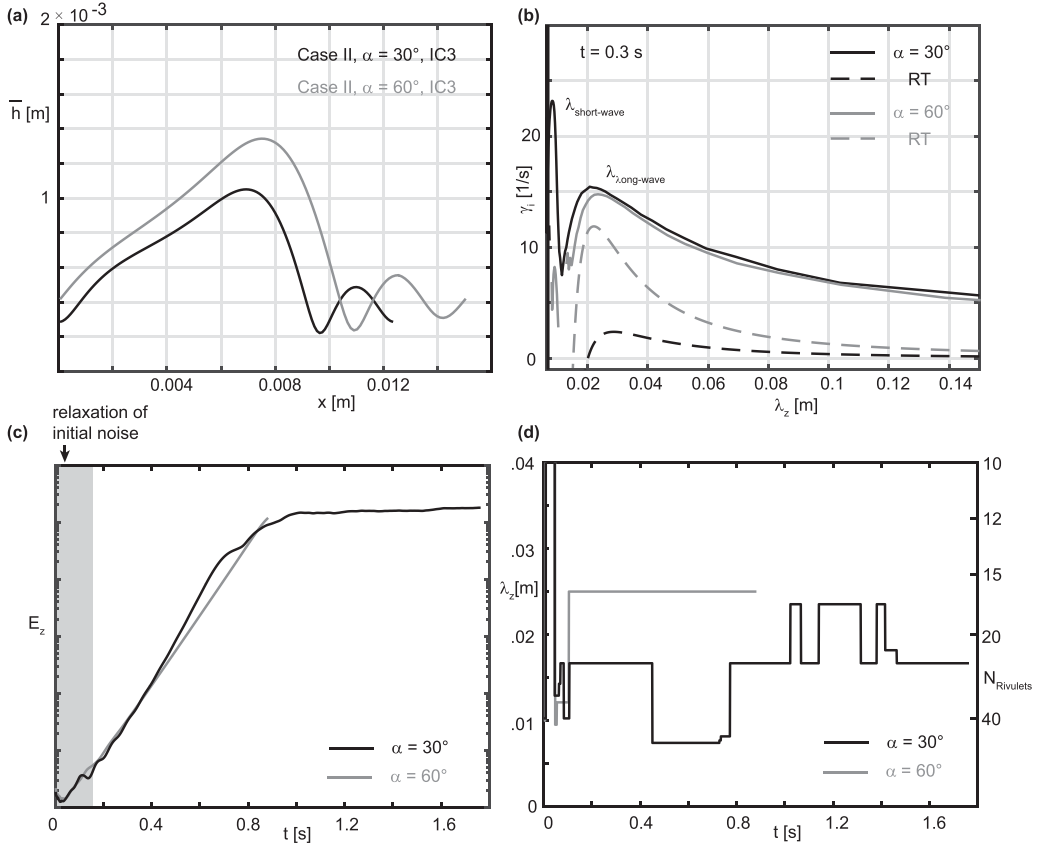 (a)
2 × 10⁻³
Case II, α = 30°, IC3
Case II, α = 60°, IC3
h̅ [m]
1
0.004
0.008
0.012
x [m]
(b)
t = 0.3 s
α = 30°
RT
α = 60°
RT
λshort-wave
λλong-wave
γi [1/s]
20
10
0
0.02
0.04
0.06
0.08
0.10
0.12
0.14
λz [m]
relaxation of
initial noise
(c)
Ez
α = 30°
α = 60°
0
0.4
0.8
1.2
1.6
t [s]
(d)
.04
.03
λz[m]
.02
.01
0
10
12
15
20
NRivulets
40
α = 30°
α = 60°
0
0.4
0.8
1.2
1.6
t [s]